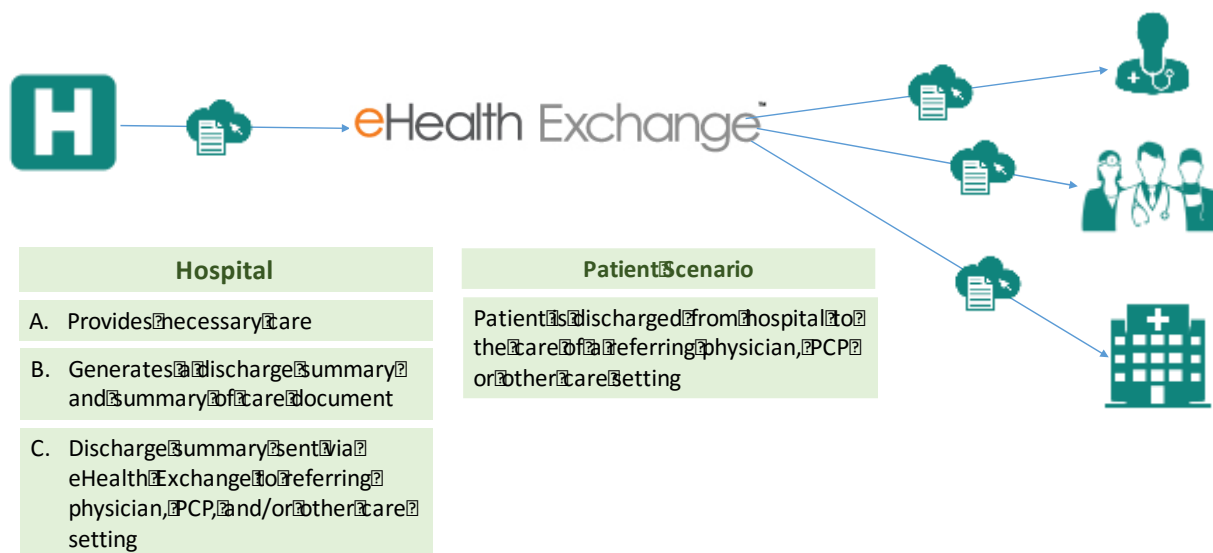 H
eHealth Exchange™
Hospital
A. Provides necessary care
B. Generates a discharge summary
and summary of care document
C. Discharge summary sent via
eHealth Exchange to referring
physician, PCP, and/or other care
setting
Patient Scenario
Patient is discharged from hospital to
the care of a referring physician, PCP
or other care setting